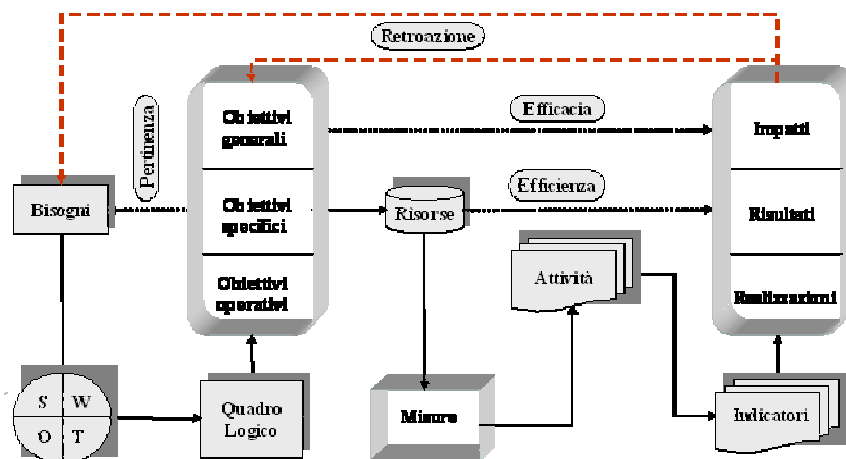 Retroazione
Efficacia
Efficienza
Pertinenza
Bisogni
Obiettivi
generali
Obiettivi
specifici
Obiettivi
operativi
Risorse
Attività
Impatti
Risultati
Realizzazioni
S W
O T
Quadro
Logico
Misure
Indicatori